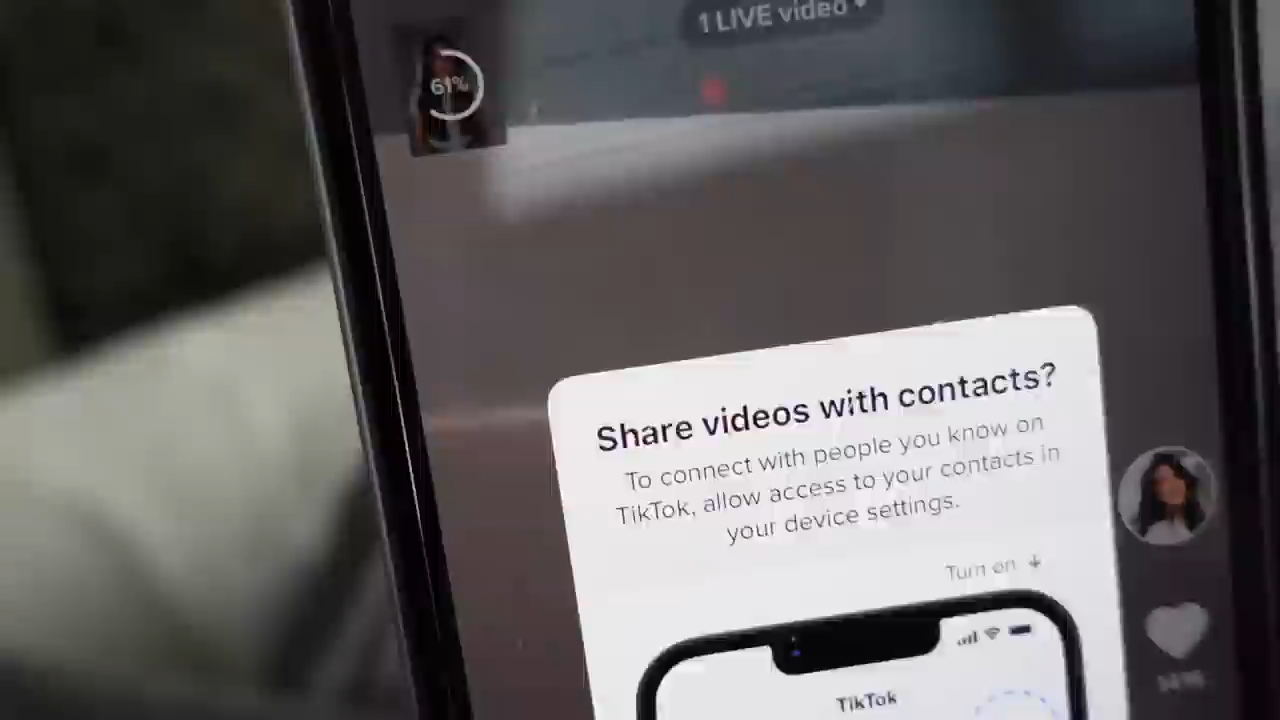 1 LIVE video
61%
Share videos with contacts?
To connect with people you know on
TikTok, allow access to your contacts in
your device settings.
Turn on ↓
TikTok